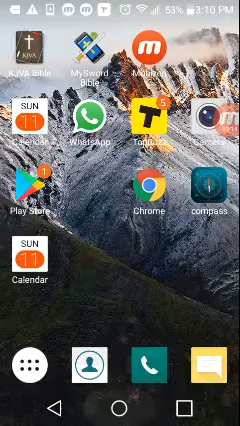 53% 3:10 PM
KJVA Bible
MySword Bible
Mobizen
SUN
11
Calendar
WhatsApp
5
TopBuzz
Camera
1
Play Store
Chrome
compass
SUN
11
Calendar